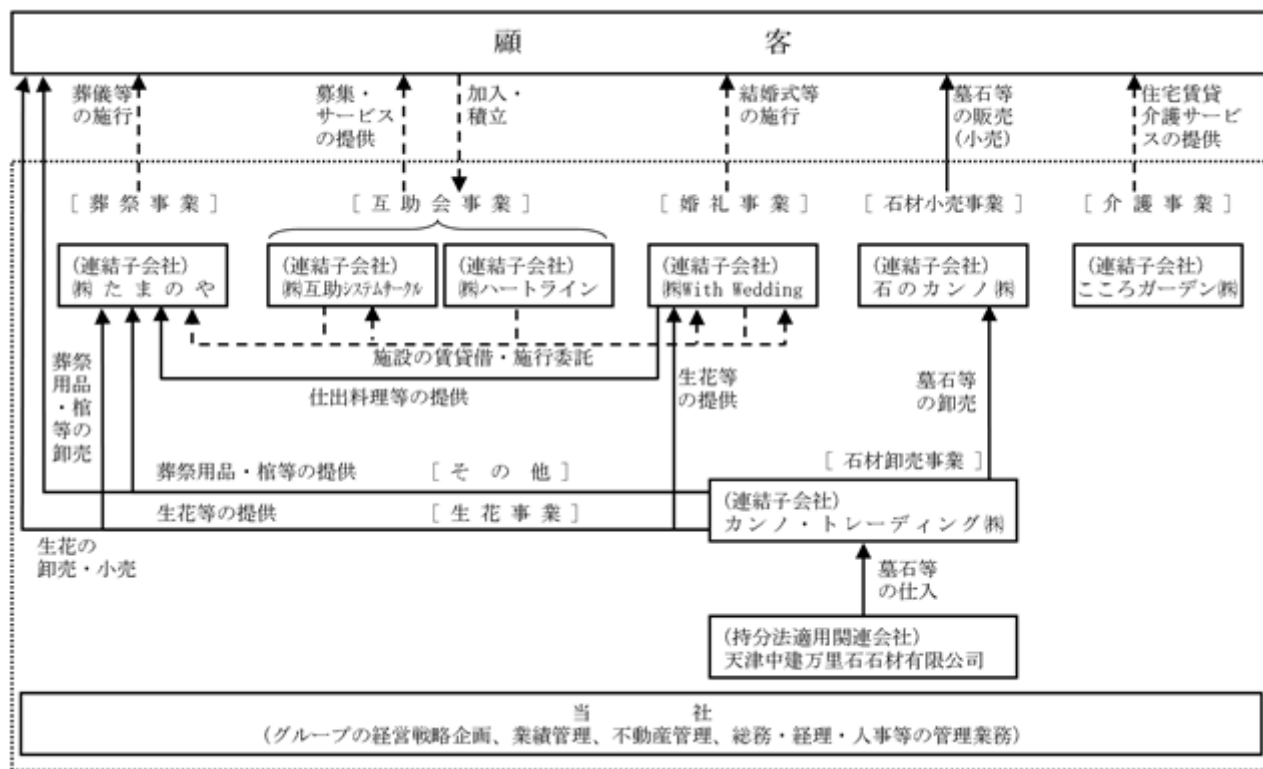 顧 客
葬儀等
の施行
募集・
サービス
の提供
加入・
積立
結婚式等
の施行
墓石等
の販売
(小売)
住宅賃貸
介護サービ
スの提供
[ 葬 祭 事 業 ]
[ 互 助 会 事 業 ]
[ 婚 礼 事 業 ]
[ 石材小売事業 ]
[ 介 護 事 業 ]
(連結子会社)
㈱ た ま の や
(連結子会社)
㈱互助システムサークル
(連結子会社)
㈱ハートライン
(連結子会社)
㈱With Wedding
(連結子会社)
石のカンノ㈱
(連結子会社)
こころガーデン㈱
施設の賃貸借・施行委託
葬祭
用品
・棺
等の
卸売
仕出料理等の提供
生花等
の提供
墓石等
の卸売
[ 石材卸売事業 ]
葬祭用品・棺等の提供
[ そ の 他 ]
(連結子会社)
カンノ・トレーディング㈱
生花等の提供
[ 生 花 事 業 ]
生花の
卸売・小売
墓石等
の仕入
(持分法適用関連会社)
天津中建万里石石材有限公司
当 社
(グループの経営戦略企画、業績管理、不動産管理、総務・経理・人事等の管理業務)